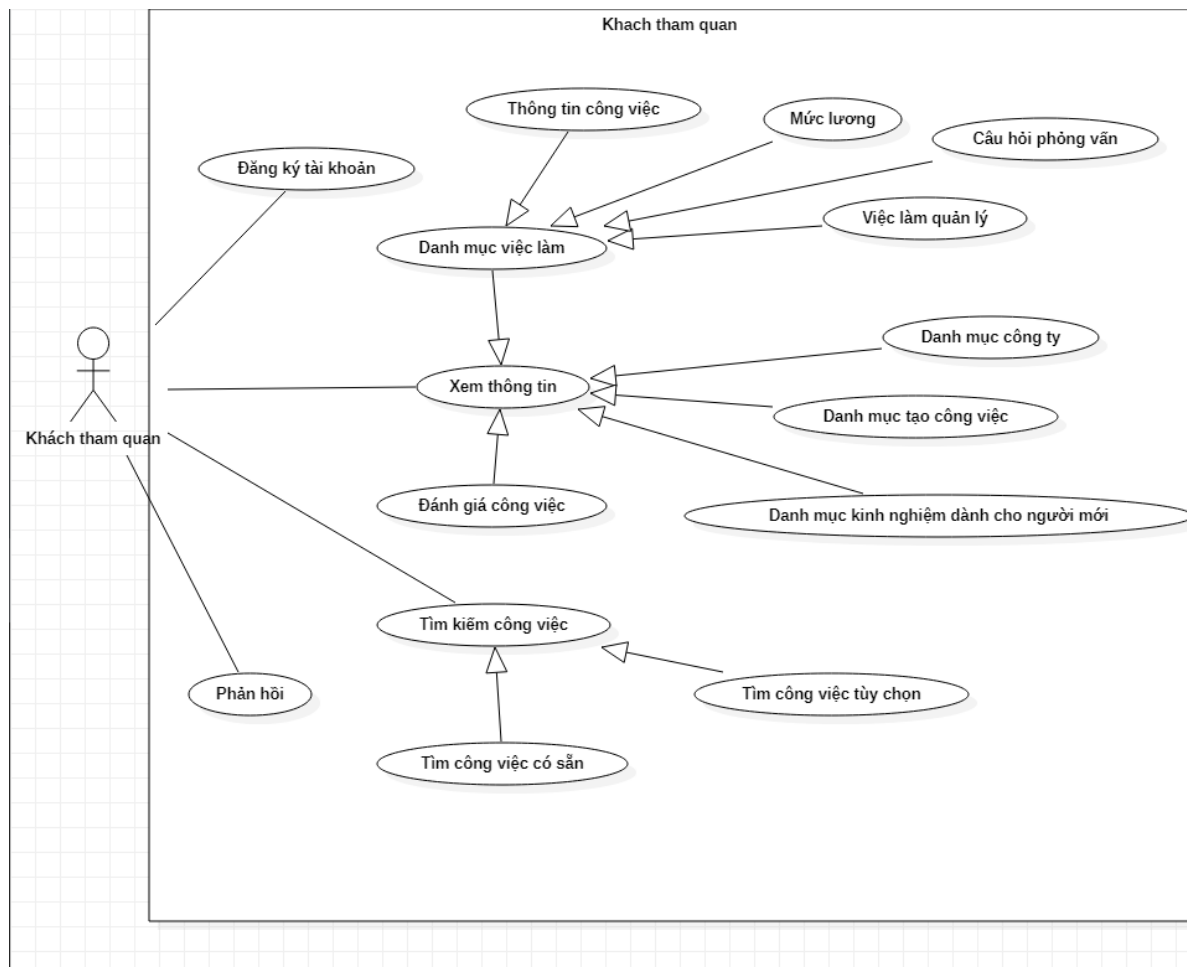 Khach tham quan
Thông tin công việc
Mức lương
Câu hỏi phỏng vấn
Đăng ký tài khoản
Việc làm quản lý
Danh mục việc làm
Danh mục công ty
Xem thông tin
Danh mục tạo công việc
Khách tham quan
Đánh giá công việc
Danh mục kinh nghiệm dành cho người mới
Tìm kiếm công việc
Phản hồi
Tìm công việc tùy chọn
Tìm công việc có sẵn